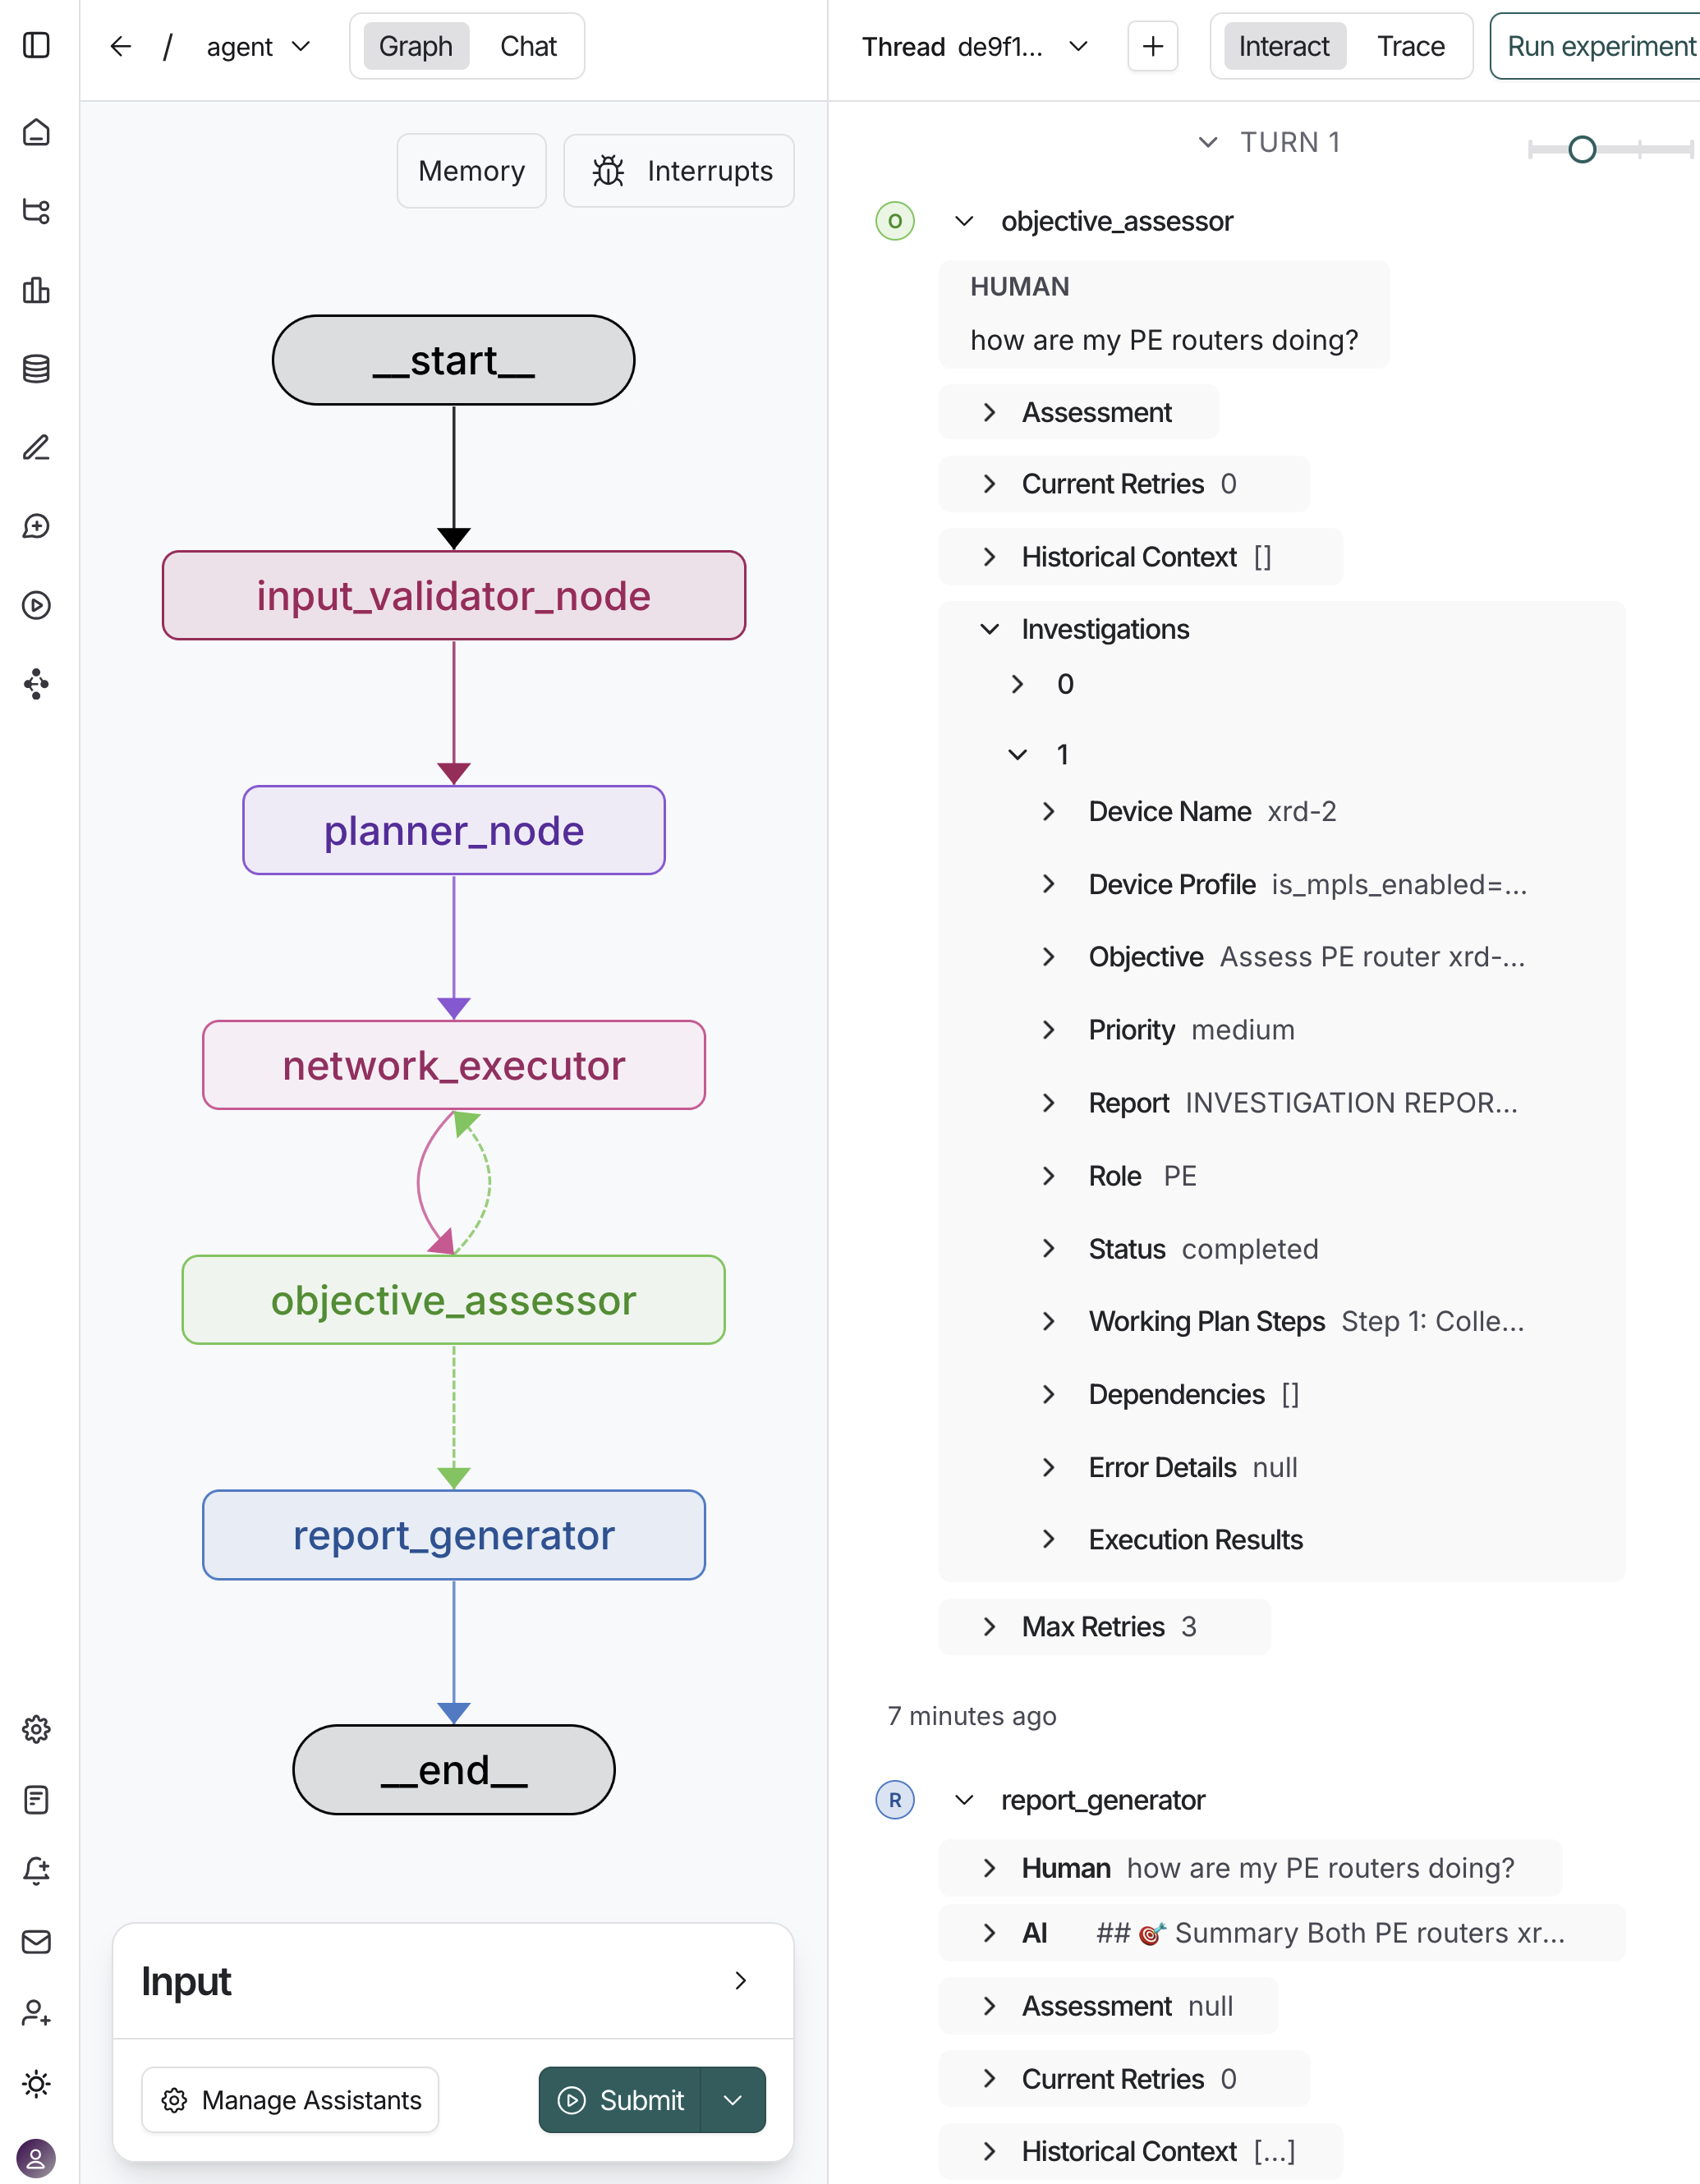 / agent
Graph Chat
Thread de9f1...
Interact Trace
Run experiment
Memory
Interrupts
__start__
input_validator_node
planner_node
network_executor
objective_assessor
report_generator
__end__
Input
Manage Assistants
Submit
TURN 1
O objective_assessor
HUMAN
how are my PE routers doing?
Assessment
Current Retries 0
Historical Context []
Investigations
0
1
Device Name xrd-2
Device Profile is_mpls_enabled=...
Objective Assess PE router xrd-...
Priority medium
Report INVESTIGATION REPOR...
Role PE
Status completed
Working Plan Steps Step 1: Colle...
Dependencies []
Error Details null
Execution Results
Max Retries 3
7 minutes ago
R report_generator
Human how are my PE routers doing?
AI ## 🎯 Summary Both PE routers xr...
Assessment null
Current Retries 0
Historical Context [...]